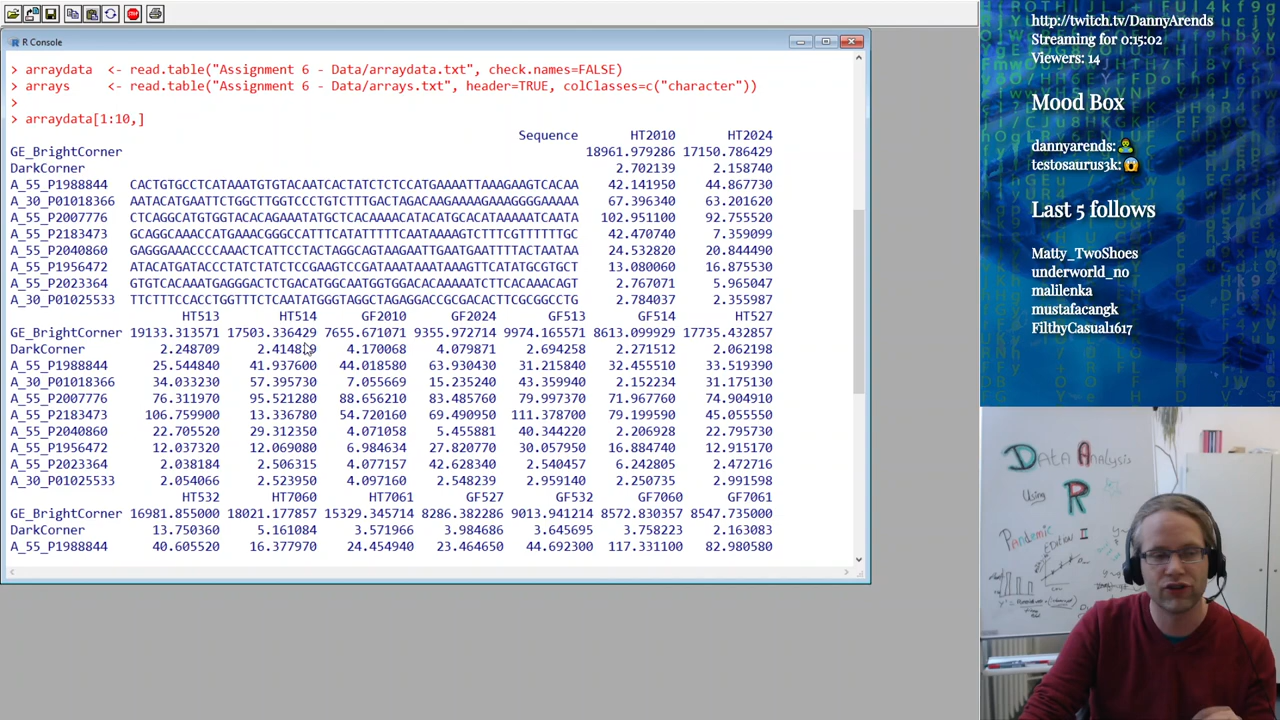 R Console
> arraydata  <- read.table("Assignment 6 - Data/arraydata.txt", check.names=FALSE)
> arrays     <- read.table("Assignment 6 - Data/arrays.txt", header=TRUE, colClasses=c("character"))
>
> arraydata[1:10,]
Sequence HT2010 HT2024
GE_BrightCorner 18961.979286 17150.786429
DarkCorner 2.702139 2.158740
A_55_P1988844 CACTGTGCCTCATAAATGTGTACAATCACTATCTCTCCATGAAAATTAAAGAAGTCACAA 42.141950 44.867730
A_30_P01018366 AATACATGAATTCTGGCTTGGTCCCTGTCTTTGACTAGACAAGAAAAGAAAGGGGAAAAA 67.396340 63.201620
A_55_P2007776 CTCAGGCATGTGGTACACAGAAATATGCTCACAAAACATACATGCACATAAAAATCAATA 102.951100 92.755520
A_55_P2183473 GCAGGCAAACCATGAAACGGGCCATTTCATATTTTTCAATAAAAGTCTTTCGTTTTTTGC 42.470740 7.359099
A_55_P2040860 GAGGGAAACCCCAAACTCATTCCTACTAGGCAGTAAGAATTGAATGAATTTTACTAATAA 24.532820 20.844490
A_55_P1956472 ATACATGATACCCTATCTATCTCCGAAGTCCGATAAATAAATAAAGTTCATATGCGTGCT 13.080060 16.875530
A_55_P2023364 GTGTCACAAATGAGGGACTCTGACATGGCAATGGTGGACACAAAAATCTTCACAAACAGT 2.767071 5.965047
A_30_P01025533 TTCTTTCCACCTGGTTTCTCAATATGGGTAGGCTAGAGGACCGCGACACTTCGCGGCCTG 2.784037 2.355987
HT513 HT514 GF2010 GF2024 GF513 GF514 HT527
GE_BrightCorner 19133.313571 17503.336429 7655.671071 9355.972714 9974.165571 8613.099929 17735.432857
DarkCorner 2.248709 4.170068 4.079871 2.694258 2.271512 2.062198
A_55_P1988844 25.544840 41.937600 44.018580 63.930430 31.215840 32.455510 33.519390
A_30_P01018366 34.033230 57.395730 7.055669 15.235240 43.359940 2.152234 31.175130
A_55_P2007776 76.311970 95.521280 88.656210 83.485760 79.997370 71.967760 74.904910
A_55_P2183473 106.759900 13.336780 54.720160 69.490950 111.378700 79.199590 45.055550
A_55_P2040860 22.705520 29.312350 4.071058 5.455881 40.344220 2.206928 22.795730
A_55_P1956472 12.037320 12.069080 6.984634 27.820770 30.057950 16.884740 12.915170
A_55_P2023364 2.038184 2.506315 4.077157 42.628340 2.540457 6.242805 2.472716
A_30_P01025533 2.054066 2.523950 4.097160 2.548239 2.959140 2.250735 2.991598
HT532 HT7060 HT7061 GF527 GF532 GF7060 GF7061
GE_BrightCorner 16981.855000 18021.177857 15329.345714 8286.382286 9013.941214 8572.830357 8547.735000
DarkCorner 13.750360 5.161084 3.571966 3.984686 3.645695 3.758223 2.163083
A_55_P1988844 40.605520 16.377970 24.454940 23.464650 44.692300 117.331100 82.980580
http://twitch.tv/DannyArends
Streaming for 0:15:02
Viewers: 14
Mood Box
dannyarends:
testosaurus3k:
Last 5 follows
Matty_TwoShoes
underworld_no
malilenka
mustafacangk
FilthyCasual1617
DATA ANALYSIS
Using
R
Pandemic
EDITION II